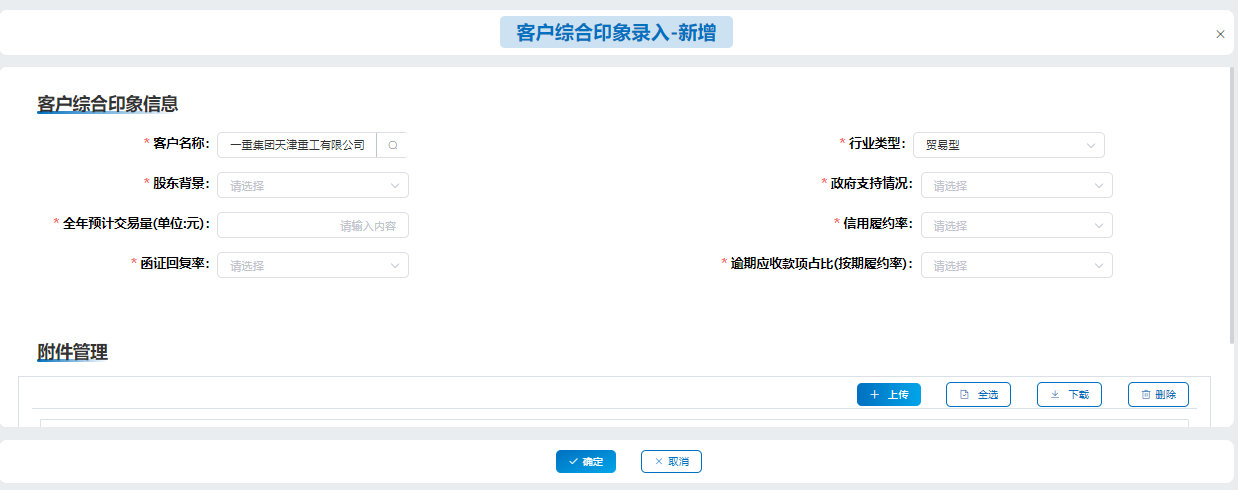 客户综合印象录入-新增
客户综合印象信息
* 客户名称: 一重集团天津重工有限公司 * 行业类型: 贸易型
* 股东背景: 请选择 * 政府支持情况: 请选择
* 全年预计交易量(单位:元): 请输入内容 * 信用履约率: 请选择
* 函证回复率: 请选择 * 逾期应收款项占比(按期履约率): 请选择
附件管理
上传 全选 下载 删除
确定 取消